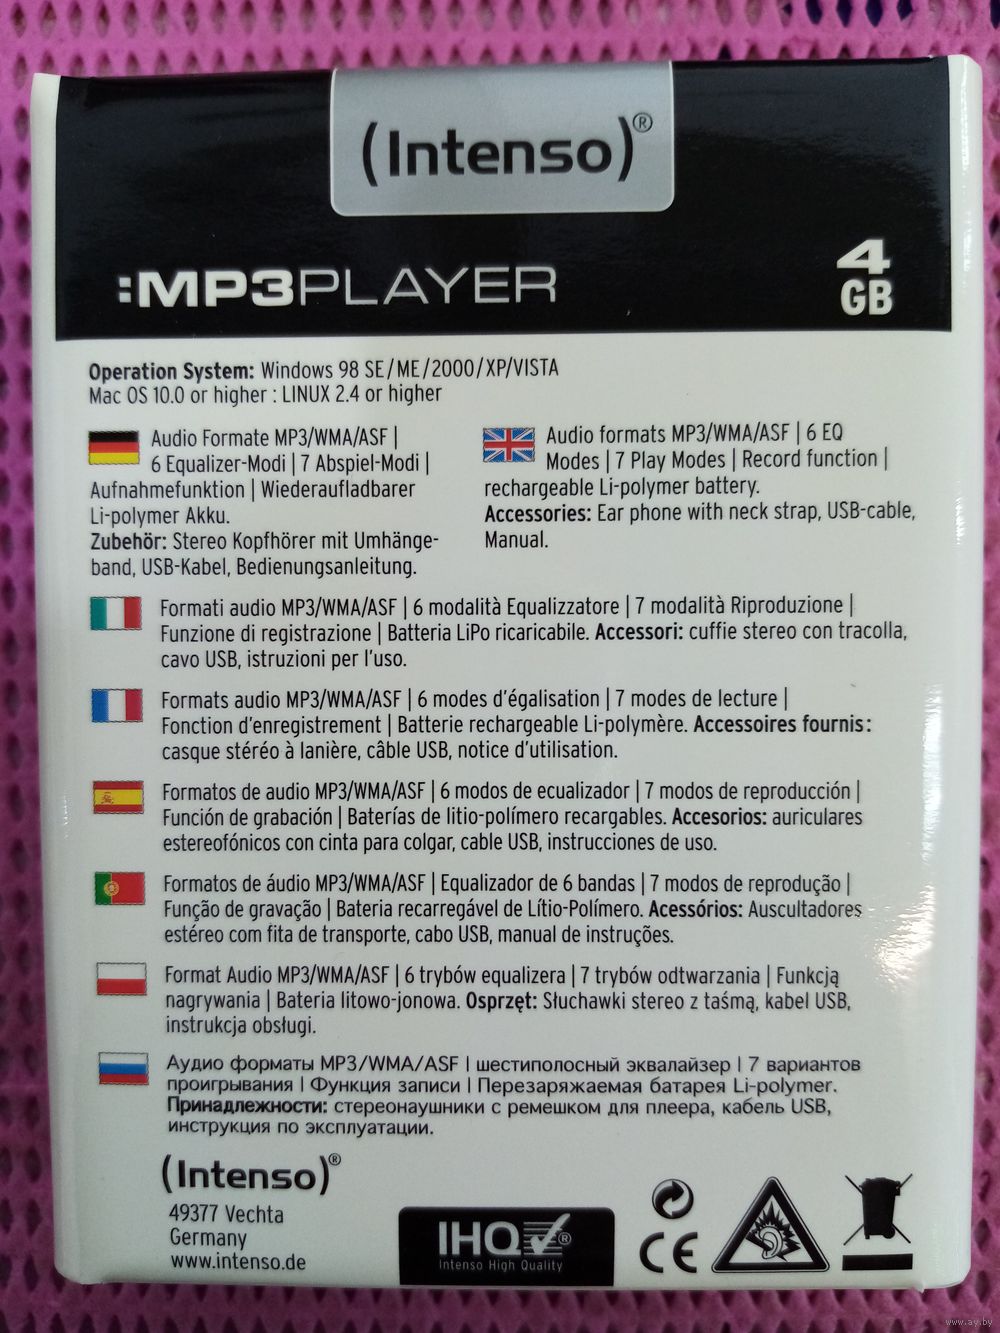 (Intenso)®
:MP3PLAYER
4
GB
Operation System: Windows 98 SE/ME/2000/XP/VISTA
Mac OS 10.0 or higher : LINUX 2.4 or higher
Audio Formate MP3/WMA/ASF |
6 Equalizer-Modi | 7 Abspiel-Modi |
Aufnahmefunktion | Wiederaufladbarer
Li-polymer Akku.
Zubehör: Stereo Kopfhörer mit Umhänge-
band, USB-Kabel, Bedienungsanleitung.
Audio formats MP3/WMA/ASF | 6 EQ
Modes | 7 Play Modes | Record function |
rechargeable Li-polymer battery.
Accessories: Ear phone with neck strap, USB-cable,
Manual.
Formati audio MP3/WMA/ASF | 6 modalità Equalizzatore | 7 modalità Riproduzione |
Funzione di registrazione | Batteria LiPo ricaricabile. Accessori: cuffie stereo con tracolla,
cavo USB, istruzioni per l'uso.
Formats audio MP3/WMA/ASF | 6 modes d'égalisation | 7 modes de lecture |
Fonction d'enregistrement | Batterie rechargeable Li-polymère. Accessoires fournis:
casque stéréo à lanière, câble USB, notice d'utilisation.
Formatos de audio MP3/WMA/ASF | 6 modos de ecualizador | 7 modos de reproducción |
Función de grabación | Baterías de litio-polímero recargables. Accesorios: auriculares
estereofónicos con cinta para colgar, cable USB, instrucciones de uso.
Formatos de áudio MP3/WMA/ASF | Equalizador de 6 bandas | 7 modos de reprodução |
Função de gravação | Bateria recarregável de Lítio-Polímero. Acessórios: Auscultadores
estéreo com fita de transporte, cabo USB, manual de instruções.
Format Audio MP3/WMA/ASF | 6 trybów equalizera | 7 trybów odtwarzania | Funkcją
nagrywania | Bateria litowo-jonowa. Osprzęt: Słuchawki stereo z taśmą, kabel USB,
instrukcja obsługi.
Аудио форматы MP3/WMA/ASF | шестиполосный эквалайзер | 7 вариантов
проигрывания | Функция записи | Перезаряжаемая батарея Li-polymer.
Принадлежности: стереонаушники с ремешком для плеера, кабель USB,
инструкция по эксплуатации.
(Intenso)®
49377 Vechta
Germany
www.intenso.de
IHQ®
Intenso High Quality
CE
www.ay.by